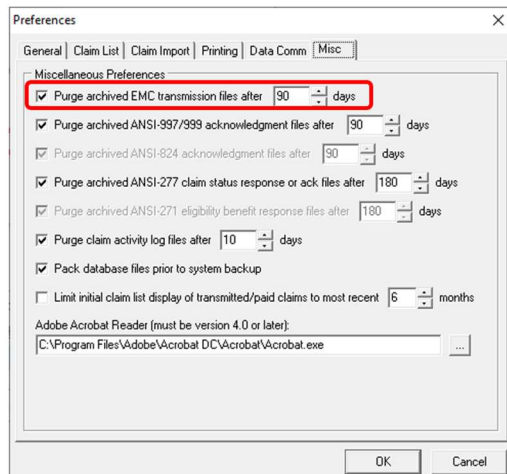 Preferences
General Claim List Claim Import Printing Data Comm Misc
Miscellaneous Preferences
Purge archived EMC transmission files after 90 days
Purge archived ANSI-997/999 acknowledgment files after 90 days
Purge archived ANSI-824 acknowledgment files after 90 days
Purge archived ANSI-277 claim status response or ack files after 180 days
Purge archived ANSI-271 eligibility benefit response files after 180 days
Purge claim activity log files after 10 days
Pack database files prior to system backup
Limit initial claim list display of transmitted/paid claims to most recent 6 months
Adobe Acrobat Reader (must be version 4.0 or later):
C:\Program Files\Adobe\Acrobat DC\Acrobat\Acrobat.exe ...
OK Cancel